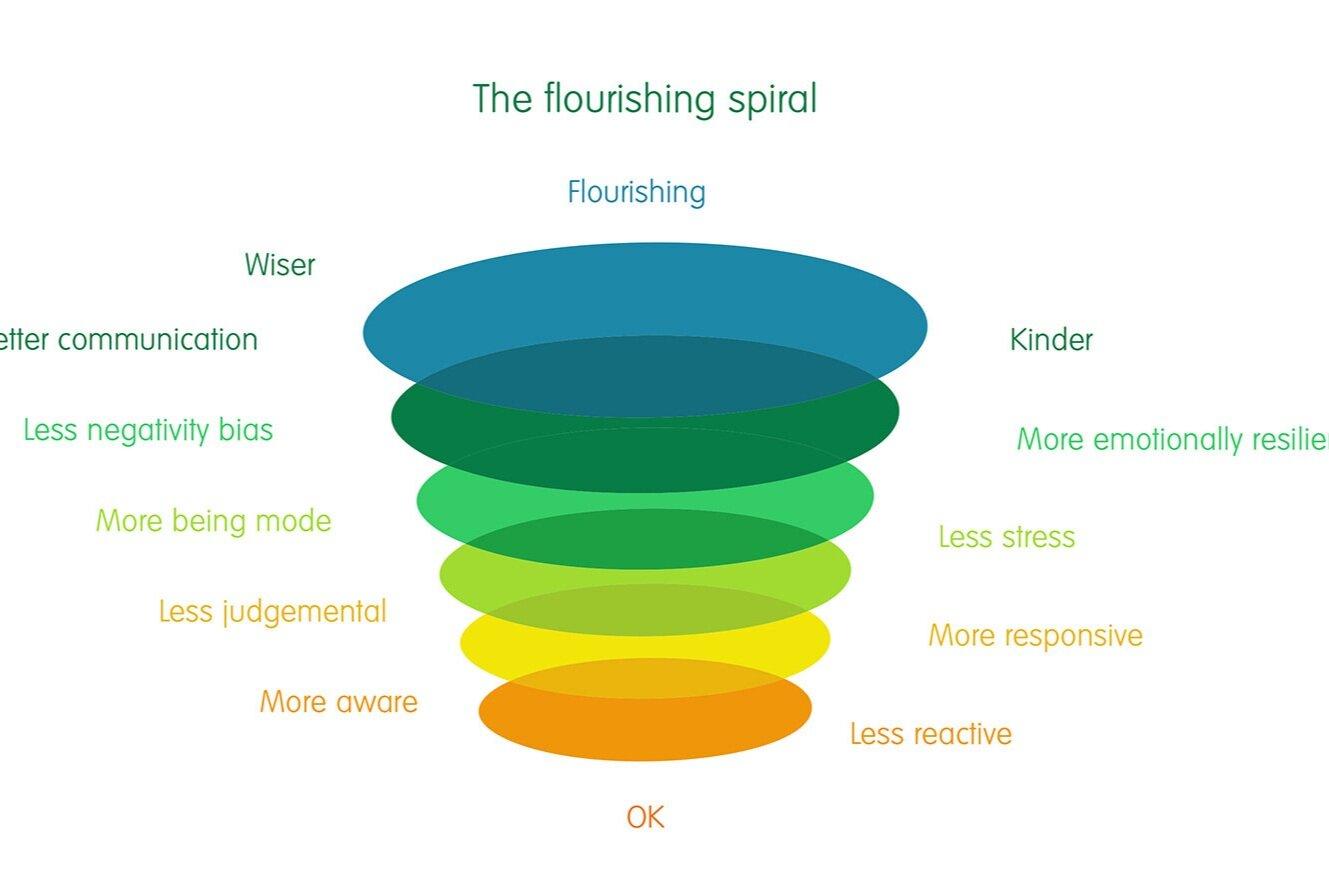 The flourishing spiral
Flourishing
Wiser
etter communication
Kinder
Less negativity bias
More emotionally resilie
More being mode
Less stress
Less judgemental
More responsive
More aware
Less reactive
OK